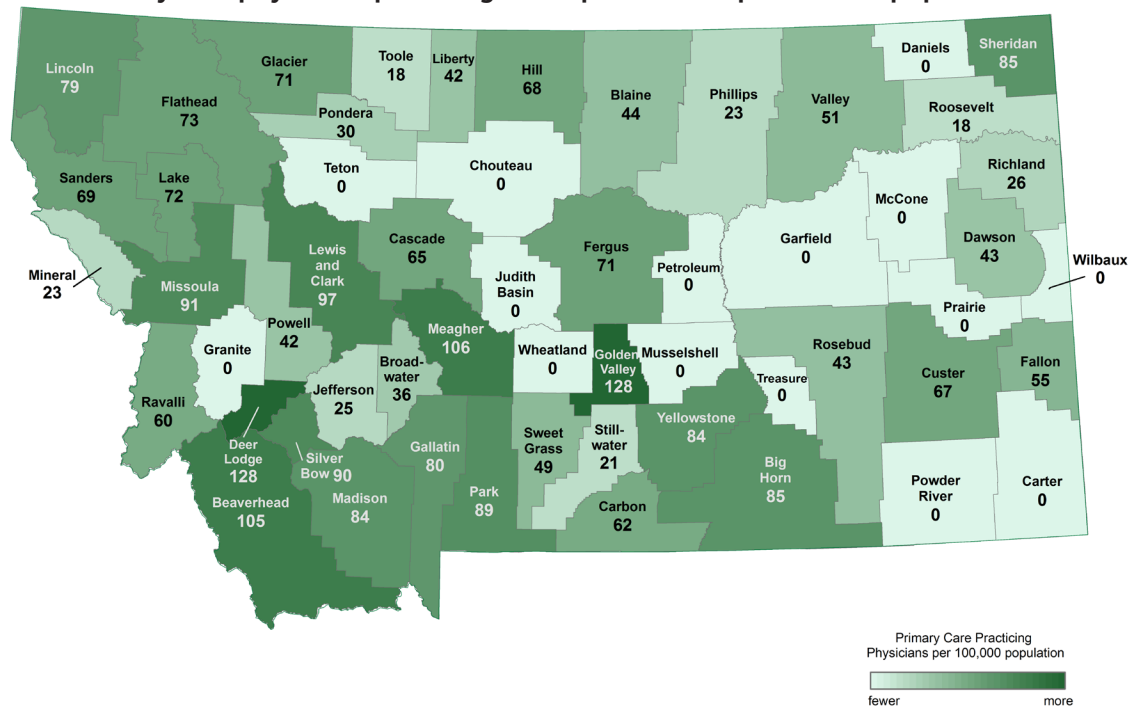 Lincoln
79
Flathead
73
Glacier
71
Toole
18
Liberty
42
Hill
68
Blaine
44
Phillips
23
Valley
51
Daniels
0
Sheridan
85
Roosevelt
18
Pondera
30
Teton
0
Chouteau
0
Sanders
69
Lake
72
Richland
26
McCone
0
Garfield
0
Dawson
43
Wilbaux
0
Mineral
23
Missoula
91
Lewis
and
Clark
97
Cascade
65
Judith
Basin
0
Fergus
71
Petroleum
0
Prairie
0
Powell
42
Granite
0
Meagher
106
Wheatland
0
Golden
Valley
128
Musselshell
0
Rosebud
43
Treasure
0
Custer
67
Fallon
55
Ravalli
60
Jefferson
25
Broad-
water
36
Deer
Lodge
128
Silver
Bow 90
Gallatin
80
Sweet
Grass
49
Still-
water
21
Yellowstone
84
Big
Horn
85
Beaverhead
105
Madison
84
Park
89
Carbon
62
Powder
River
0
Carter
0
Primary Care Practicing
Physicians per 100,000 population
fewer more